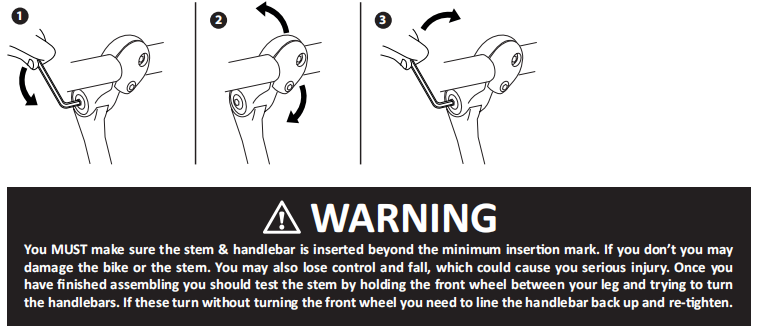 1
2
3
WARNING
You MUST make sure the stem & handlebar is inserted beyond the minimum insertion mark. If you don't you may
damage the bike or the stem. You may also lose control and fall, which could cause you serious injury. Once you
have finished assembling you should test the stem by holding the front wheel between your leg and trying to turn
the handlebars. If these turn without turning the front wheel you need to line the handlebar back up and re-tighten.